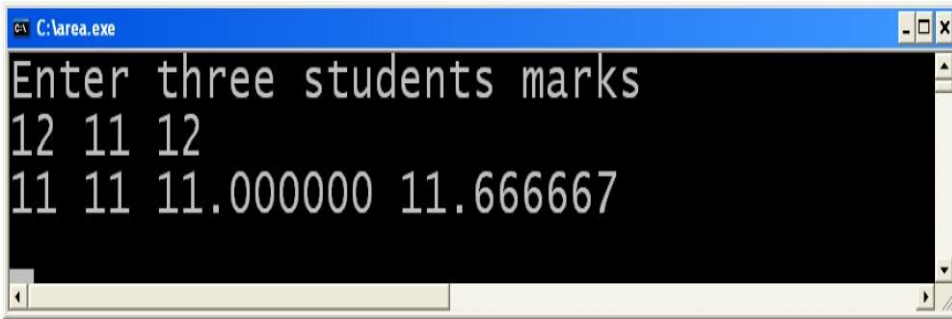 C:\area.exe
Enter three students marks
12 11 12
11 11 11.000000 11.666667